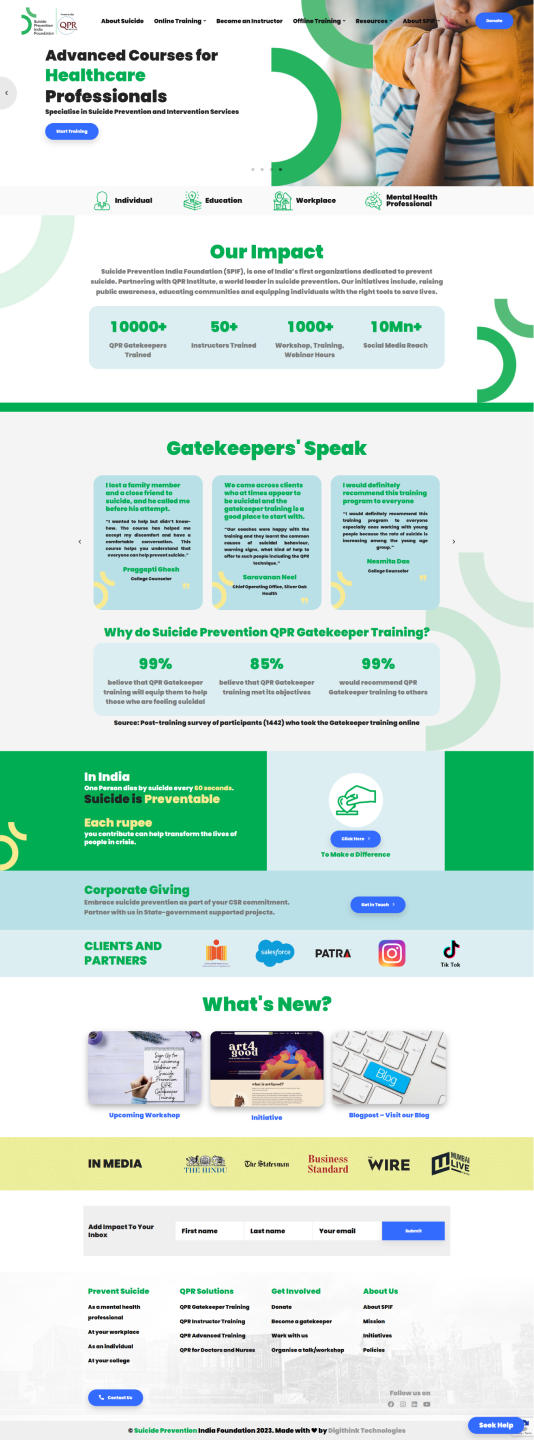 Suicide Prevention India Foundation
QPR
About Suicide
Online Training
Become an Instructor
Offline Training
Resources
About SPIF
Donate
Advanced Courses for
Healthcare
Professionals
Specialise in Suicide Prevention and Intervention Services
Start Training
Individual
Education
Workplace
Mental Health
Professional
Our Impact
Suicide Prevention India Foundation (SPIF), is one of India's first organizations dedicated to prevent
suicide. Partnering with QPR Institute, a world leader in suicide prevention. Our initiatives include, raising
public awareness, educating communities and equipping individuals with the right tools to save lives.
10000+
QPR Gatekeepers
Trained
50+
Instructors Trained
1000+
Workshop, Training,
Webinar Hours
10Mn+
Social Media Reach
Gatekeepers' Speak
I lost a family member
and a close friend to
suicide, and he called me
before his attempt.
"I wanted to help but didn't know-
how. The course has helped me
accept my discomfort and have a
comfortable conversation. This
course helps you understand that
everyone can help prevent suicide."
Praggapti Ghosh
College Counselor
We come across clients
who at times appear to
be suicidal and the
gatekeeper training is a
good place to start with.
"Our coaches were happy with the
training and they learnt the common
causes of suicidal behaviour,
warning signs, what kind of help to
offer to such people including the QPR
technique."
Saravanan Neel
Chief Operating Office, Silver Oak
Health
I would definitely
recommend this training
program to everyone
"I would definitely recommend this
training program to everyone
especially ones working with young
people because the rate of suicide is
increasing among the young age
group."
Nesmita Das
College Counselor
Why do Suicide Prevention QPR Gatekeeper Training?
99%
believe that QPR Gatekeeper
training will equip them to help
those who are feeling suicidal
85%
believe that QPR Gatekeeper
training met its objectives
99%
would recommend QPR
Gatekeeper training to others
Source: Post-training survey of participants (1442) who took the Gatekeeper training online
In India
One Person dies by suicide every 60 seconds.
Suicide is Preventable
Each rupee
you contribute can help transform the lives of
people in crisis.
Click Here
To Make a Difference
Corporate Giving
Embrace suicide prevention as part of your CSR commitment.
Partner with us in State-government supported projects.
Get in Touch
CLIENTS AND
PARTNERS
salesforce
PATRA
Tik Tok
What's New?
Sign Up for
our upcoming
Webinar on
Suicide
Prevention
QPR
Gatekeeper
Training
art4
good
what is art4good?
Blog
Upcoming Workshop
Initiative
Blogpost – Visit our Blog
IN MEDIA
THE HINDU
The Statesman
Business
Standard
THE
WIRE
MUMBAI
LIVE
Add Impact To Your
Inbox
First name
Last name
Your email
Submit
Prevent Suicide
As a mental health
professional
At your workplace
As an individual
At your college
QPR Solutions
QPR Gatekeeper Training
QPR Instructor Training
QPR Advanced Training
QPR for Doctors and Nurses
Get Involved
Donate
Become a gatekeeper
Work with us
Organise a talk/workshop
About Us
About SPIF
Mission
Initiatives
Policies
Contact Us
Follow us on
Seek Help
© Suicide Prevention India Foundation 2023. Made with ❤ by Digithink Technologies